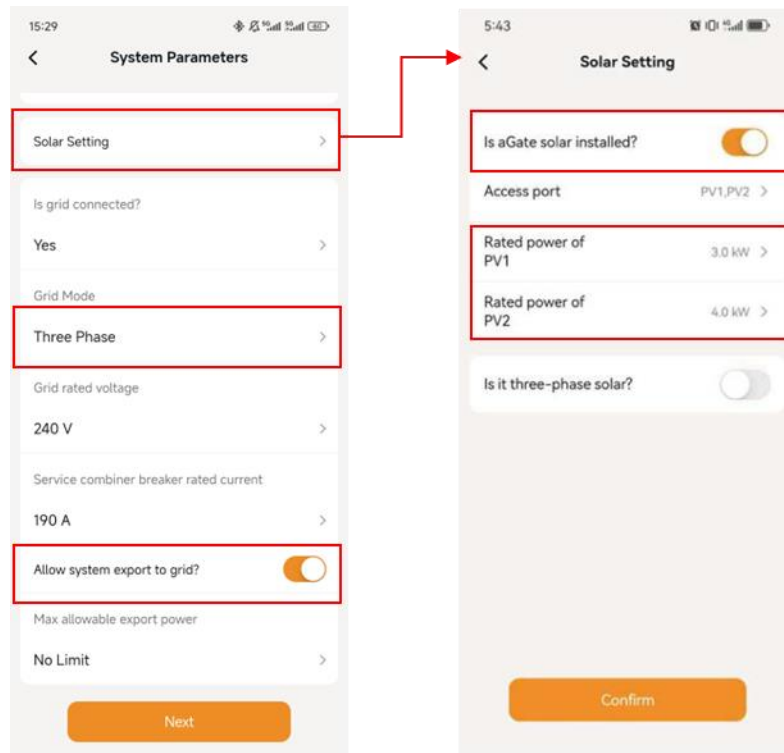 15:29
System Parameters
Solar Setting
Is grid connected?
Yes
Grid Mode
Three Phase
Grid rated voltage
240 V
Service combiner breaker rated current
190 A
Allow system export to grid?
Max allowable export power
No Limit
Next
5:43
Solar Setting
Is aGate solar installed?
Access port PV1,PV2
Rated power of
PV1 3.0 kW
Rated power of
PV2 4.0 kW
Is it three-phase solar?
Confirm